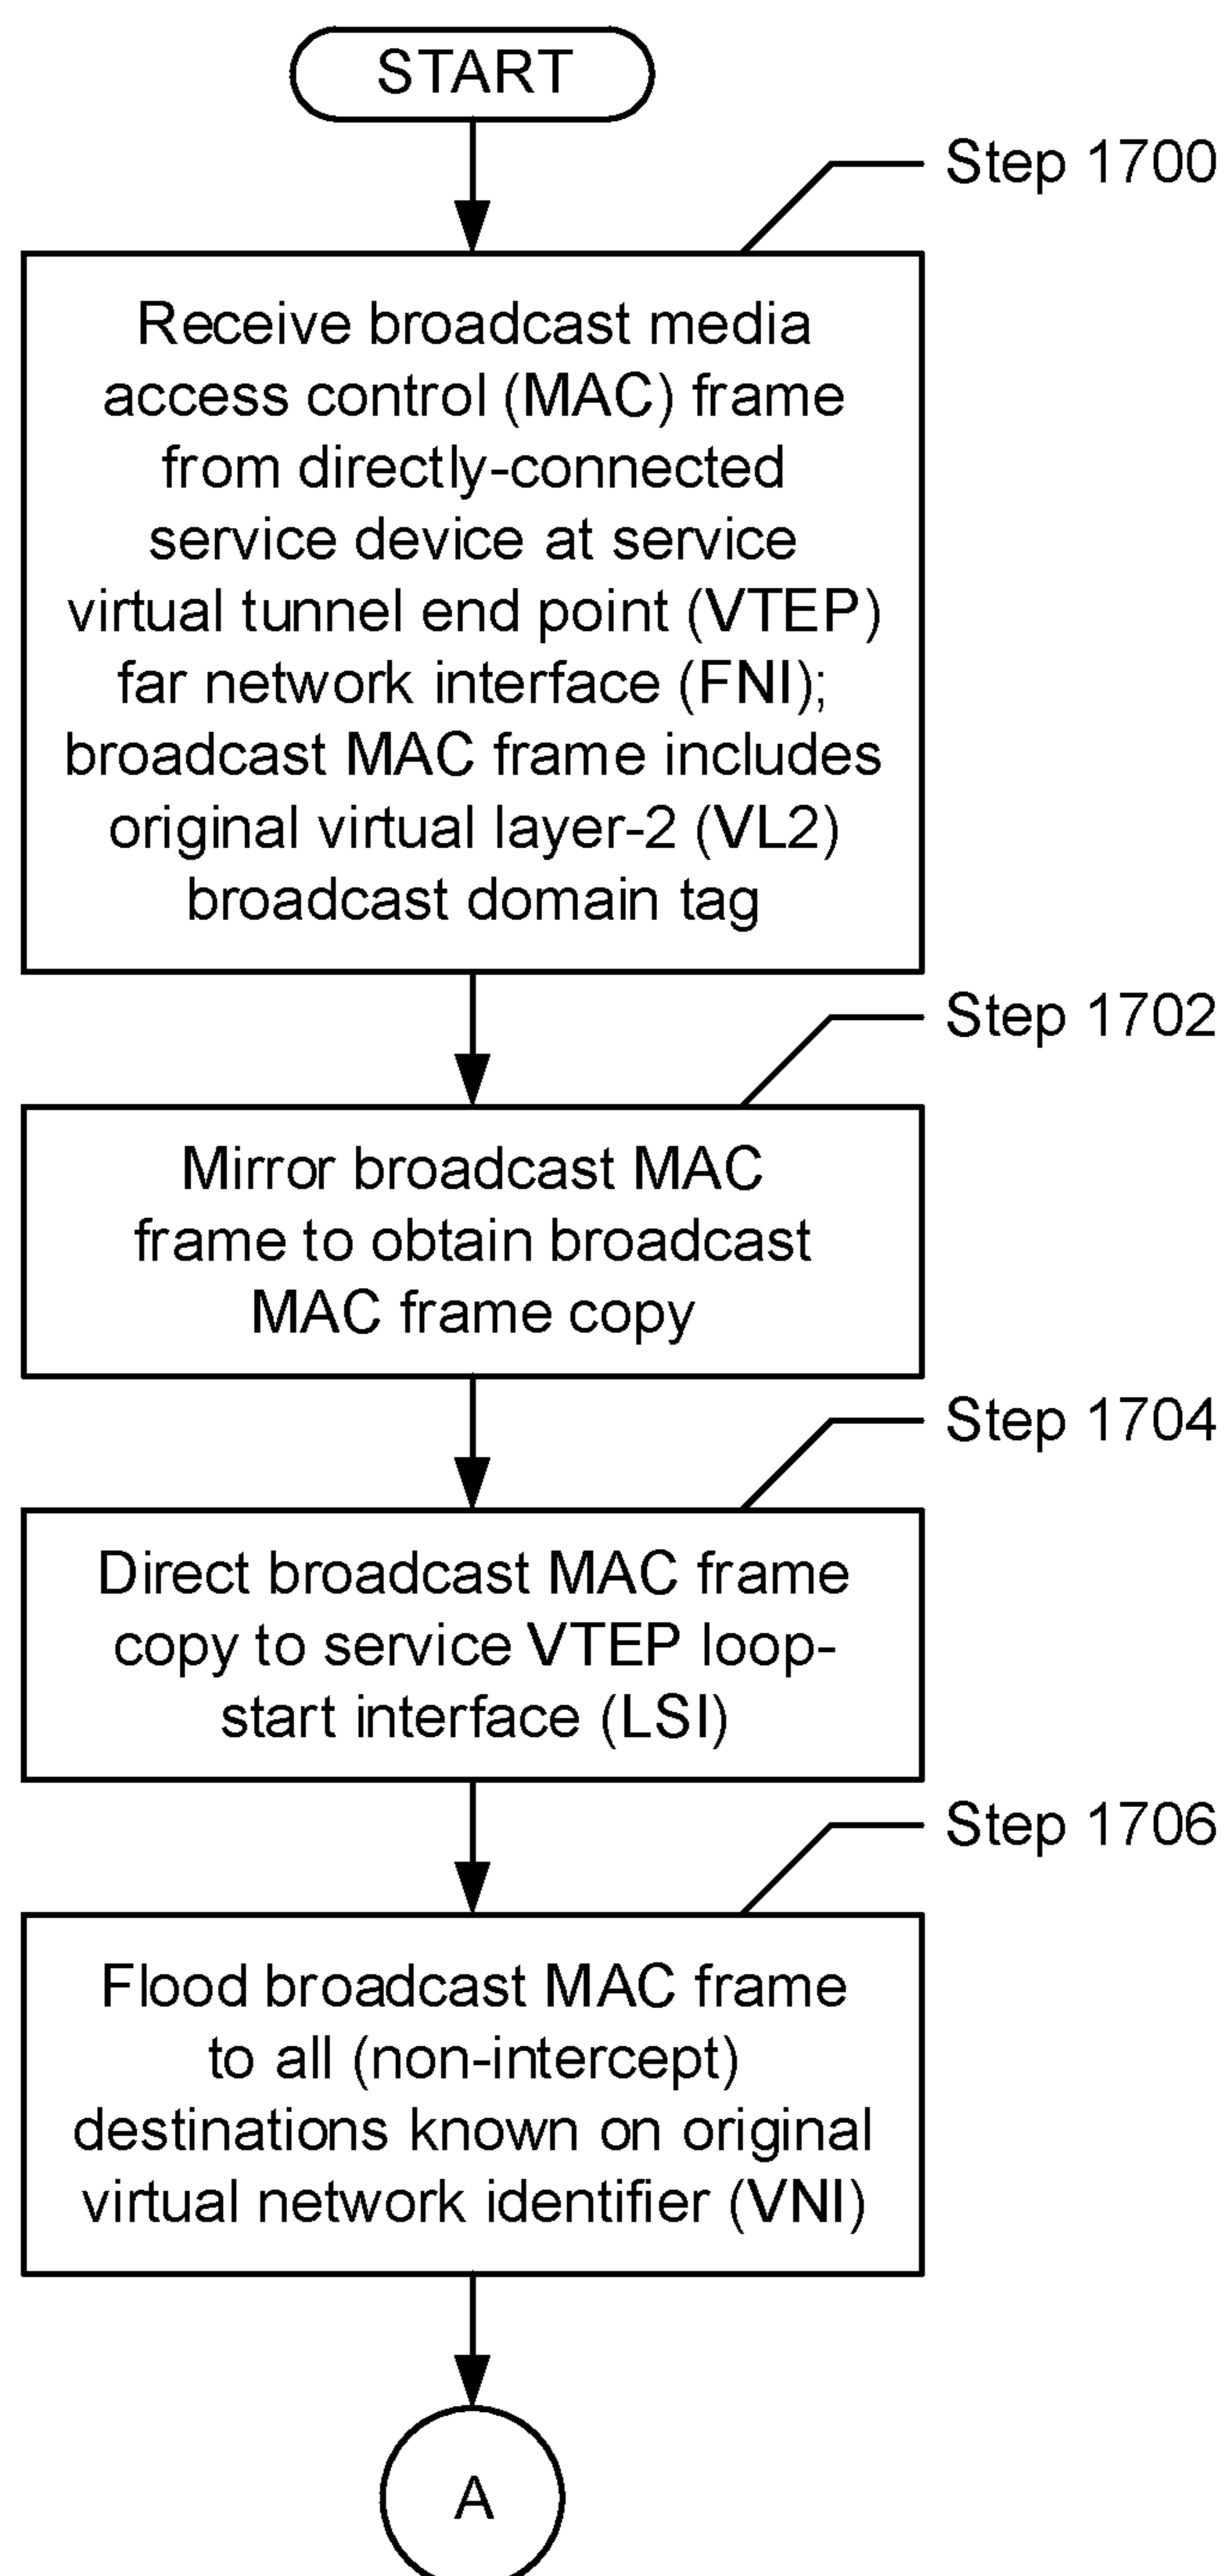 START
Step 1700
Receive broadcast media
access control (MAC) frame
from directly-connected
service device at service
virtual tunnel end point (VTEP)
far network interface (FNI);
broadcast MAC frame includes
original virtual layer-2 (VL2)
broadcast domain tag
Step 1702
Mirror broadcast MAC
frame to obtain broadcast
MAC frame copy
Step 1704
Direct broadcast MAC frame
copy to service VTEP loop-
start interface (LSI)
Step 1706
Flood broadcast MAC frame
to all (non-intercept)
destinations known on original
virtual network identifier (VNI)
A